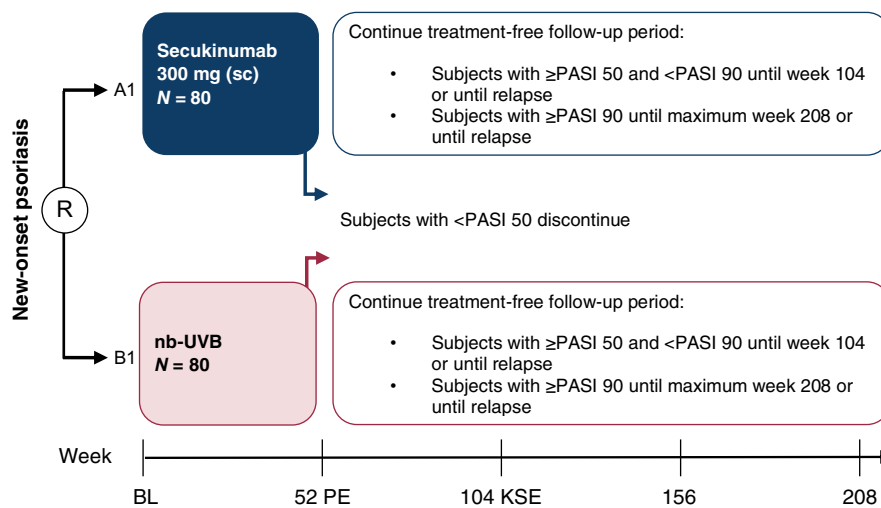 New-onset psoriasis
R
A1
Secukinumab
300 mg (sc)
N = 80
Continue treatment-free follow-up period:
• Subjects with ≥PASI 50 and <PASI 90 until week 104
or until relapse
• Subjects with ≥PASI 90 until maximum week 208 or
until relapse
Subjects with <PASI 50 discontinue
B1
nb-UVB
N = 80
Continue treatment-free follow-up period:
• Subjects with ≥PASI 50 and <PASI 90 until week 104
or until relapse
• Subjects with ≥PASI 90 until maximum week 208 or
until relapse
Week
BL 52 PE 104 KSE 156 208